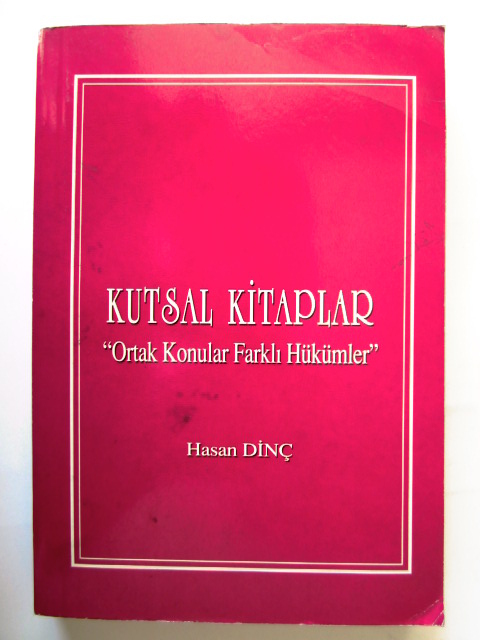 KUTSAL KİTAPLAR
“Ortak Konular Farklı Hükümler”
Hasan DİNÇ